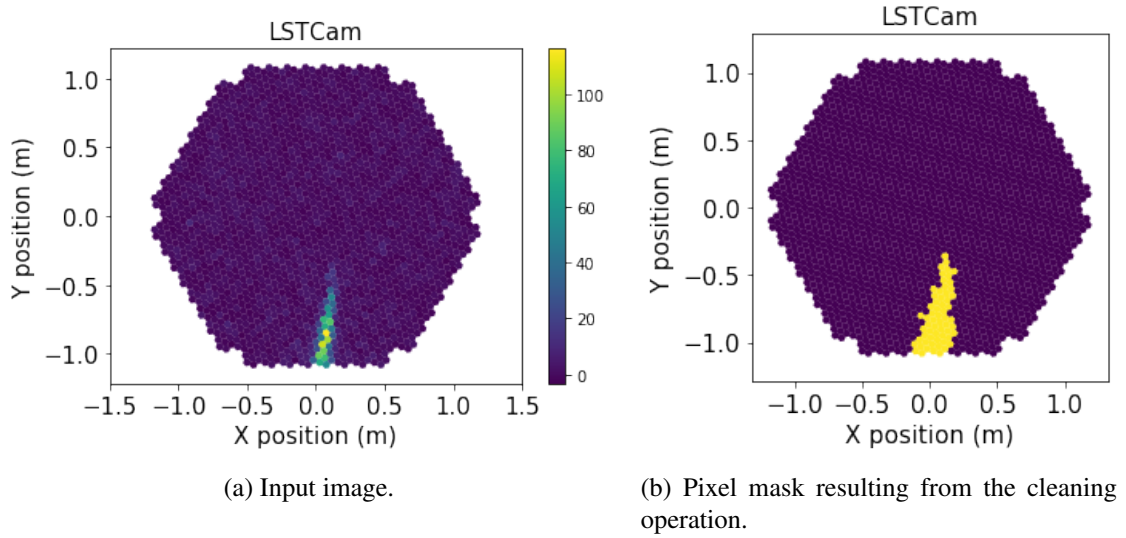 LSTCam
1.0
0.5
0.0
−0.5
−1.0
Y position (m)
−1.5 −1.0 −0.5 0.0 0.5 1.0 1.5
X position (m)
100
80
60
40
20
0
(a) Input image.
LSTCam
1.0
0.5
0.0
−0.5
−1.0
Y position (m)
−1.0 −0.5 0.0 0.5 1.0
X position (m)
(b) Pixel mask resulting from the cleaning
operation.